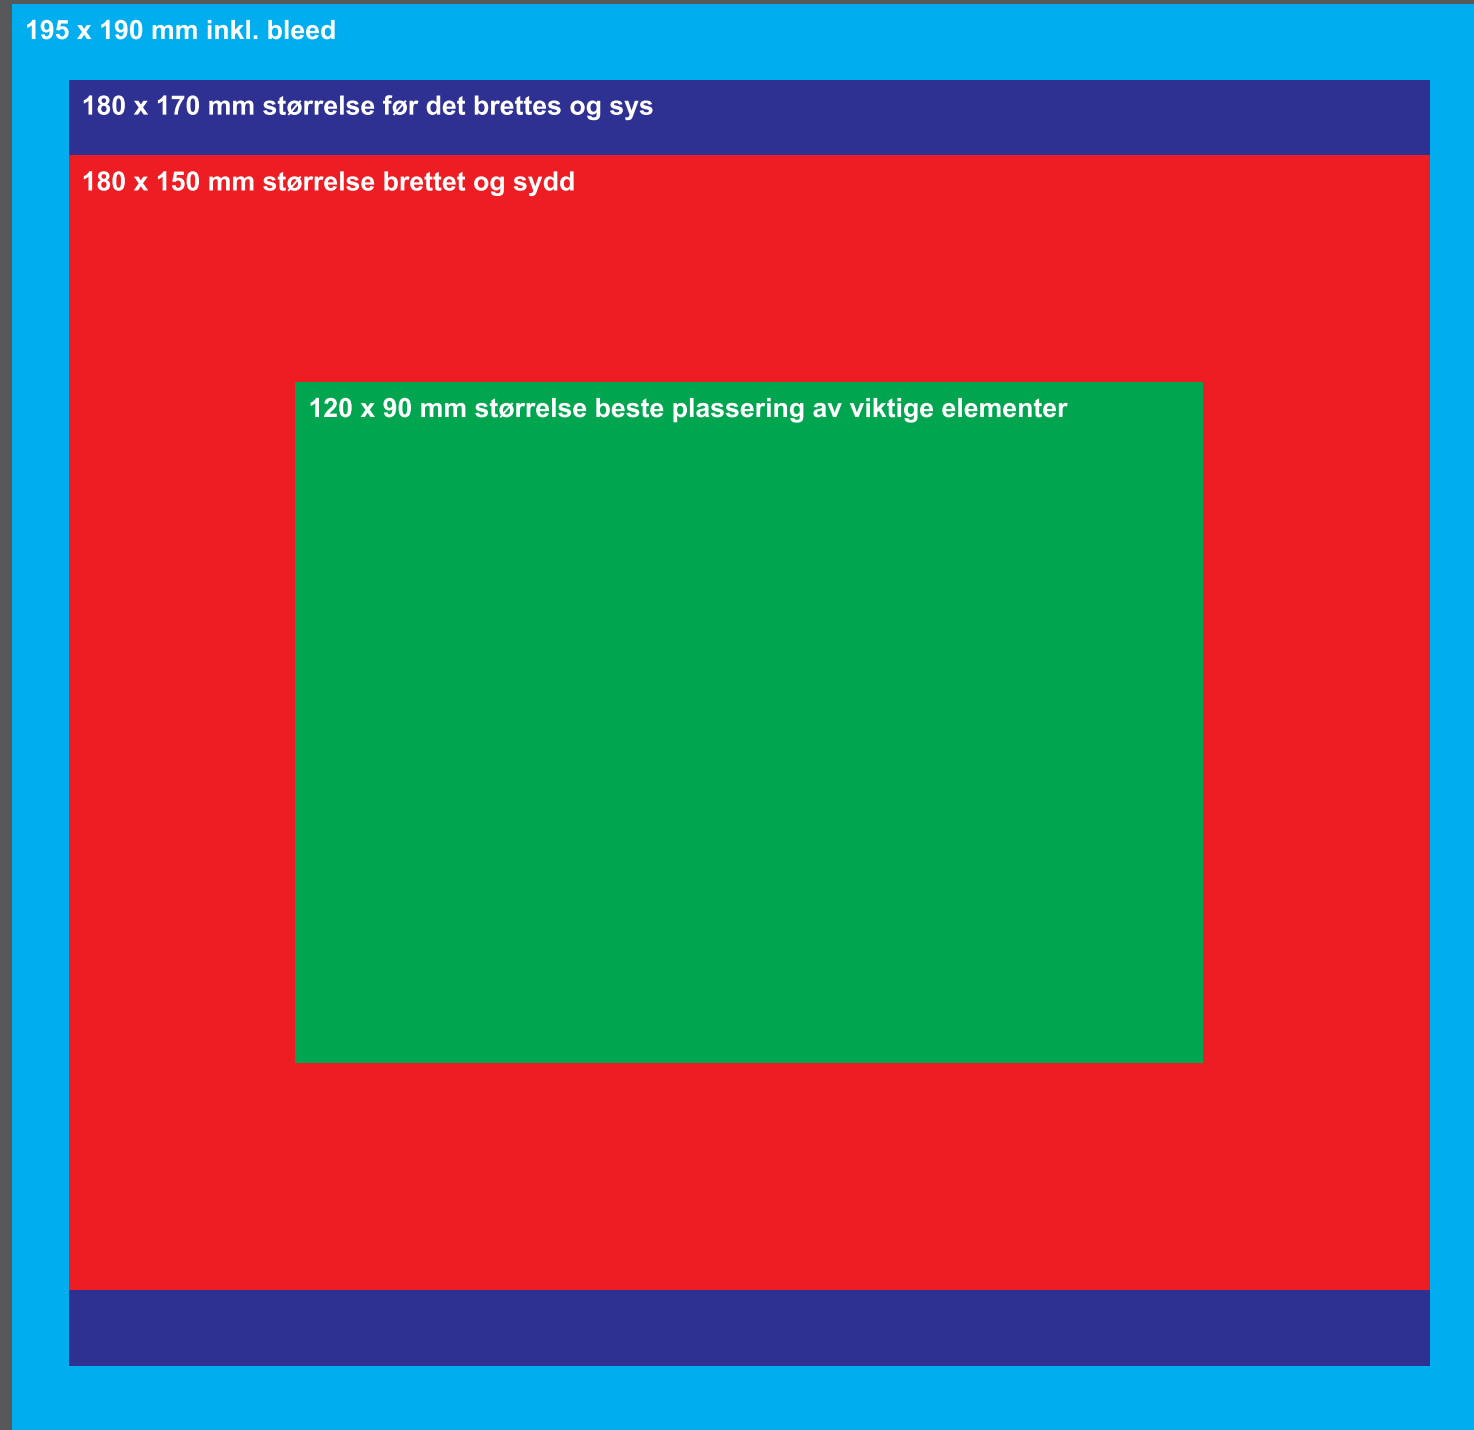 195 x 190 mm inkl. bleed
180 x 170 mm størrelse før det brettes og sys
180 x 150 mm størrelse brettet og sydd
120 x 90 mm størrelse beste plassering av viktige elementer